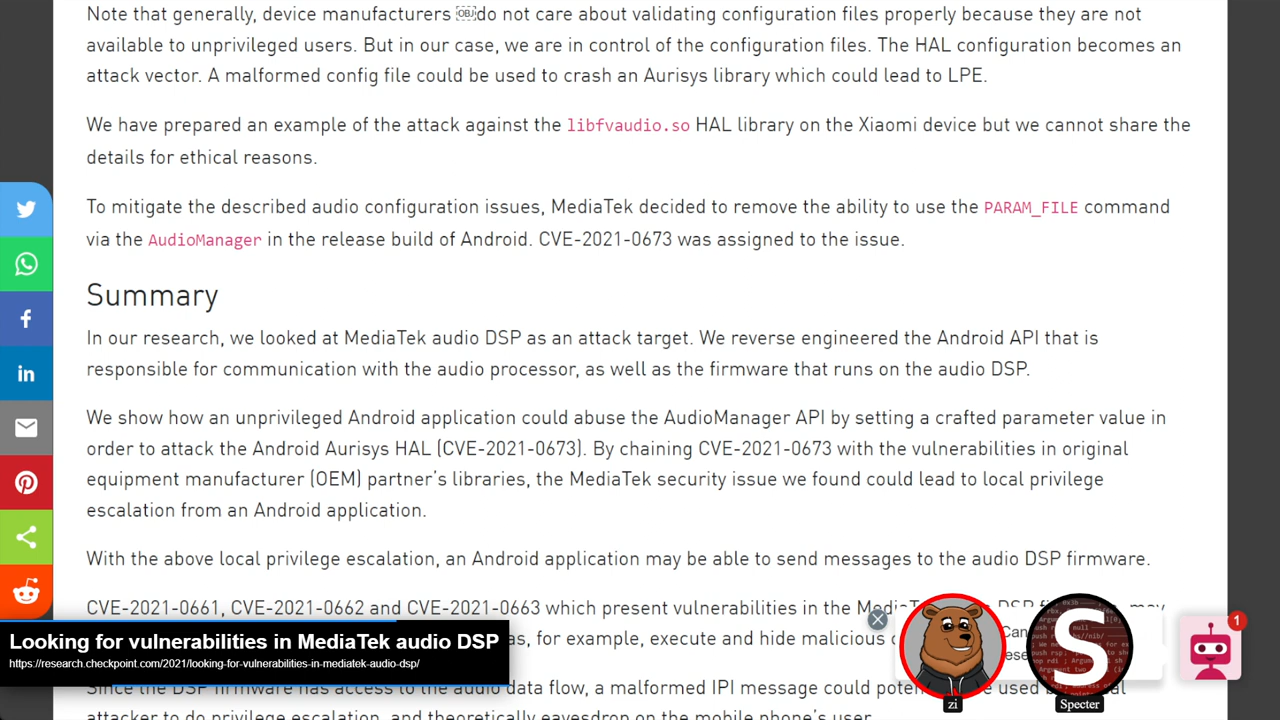 Note that generally, device manufacturers OBJ do not care about validating configuration files properly because they are not
available to unprivileged users. But in our case, we are in control of the configuration files. The HAL configuration becomes an
attack vector. A malformed config file could be used to crash an Aurisys library which could lead to LPE.
We have prepared an example of the attack against the libfvaudio.so HAL library on the Xiaomi device but we cannot share the
details for ethical reasons.
To mitigate the described audio configuration issues, MediaTek decided to remove the ability to use the PARAM_FILE command
via the AudioManager in the release build of Android. CVE-2021-0673 was assigned to the issue.
Summary
In our research, we looked at MediaTek audio DSP as an attack target. We reverse engineered the Android API that is
responsible for communication with the audio processor, as well as the firmware that runs on the audio DSP.
We show how an unprivileged Android application could abuse the AudioManager API by setting a crafted parameter value in
order to attack the Android Aurisys HAL (CVE-2021-0673). By chaining CVE-2021-0673 with the vulnerabilities in original
equipment manufacturer (OEM) partner's libraries, the MediaTek security issue we found could lead to local privilege
escalation from an Android application.
With the above local privilege escalation, an Android application may be able to send messages to the audio DSP firmware.
CVE-2021-0661, CVE-2021-0662 and CVE-2021-0663 which present vulnerabilities in the
as, for example, execute and hide malicious
Since the DSP firmware has access to the audio data flow, a malformed IPI message could used
attacker to do privilege escalation, and theoretically eavesdrop on the mobile phone's user.
Looking for vulnerabilities in MediaTek audio DSP
https://research.checkpoint.com/2021/looking-for-vulnerabilities-in-mediatek-audio-dsp/
in
zi
S
Specter
Can
1